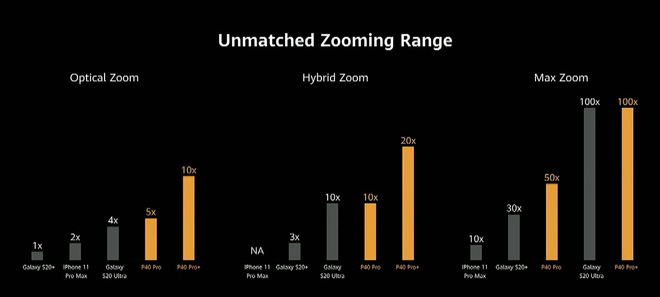 Unmatched Zooming Range
Optical Zoom
1x
2x
4x
5x
10x
Galaxy S20+
iPhone 11
Pro Max
Galaxy
S20 Ultra
P40 Pro
P40 Pro+
Hybrid Zoom
NA
3x
10x
10x
20x
iPhone 11
Pro Max
Galaxy S20+
Galaxy
S20 Ultra
P40 Pro
P40 Pro+
Max Zoom
10x
30x
50x
100x
100x
iPhone 11
Pro Max
Galaxy S20+
P40 Pro
Galaxy
S20 Ultra
P40 Pro+